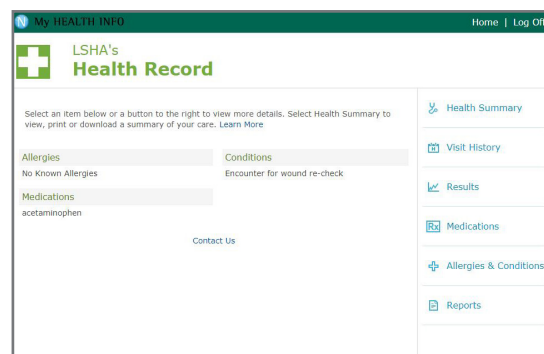 N My HEALTH INFO
Home | Log Off
LSHA's
Health Record
Select an item below or a button to the right to view more details. Select Health Summary to
view, print or download a summary of your care. Learn More
Allergies
No Known Allergies
Conditions
Encounter for wound re-check
Medications
acetaminophen
Contact Us
Health Summary
Visit History
Results
Rx Medications
Allergies & Conditions
Reports